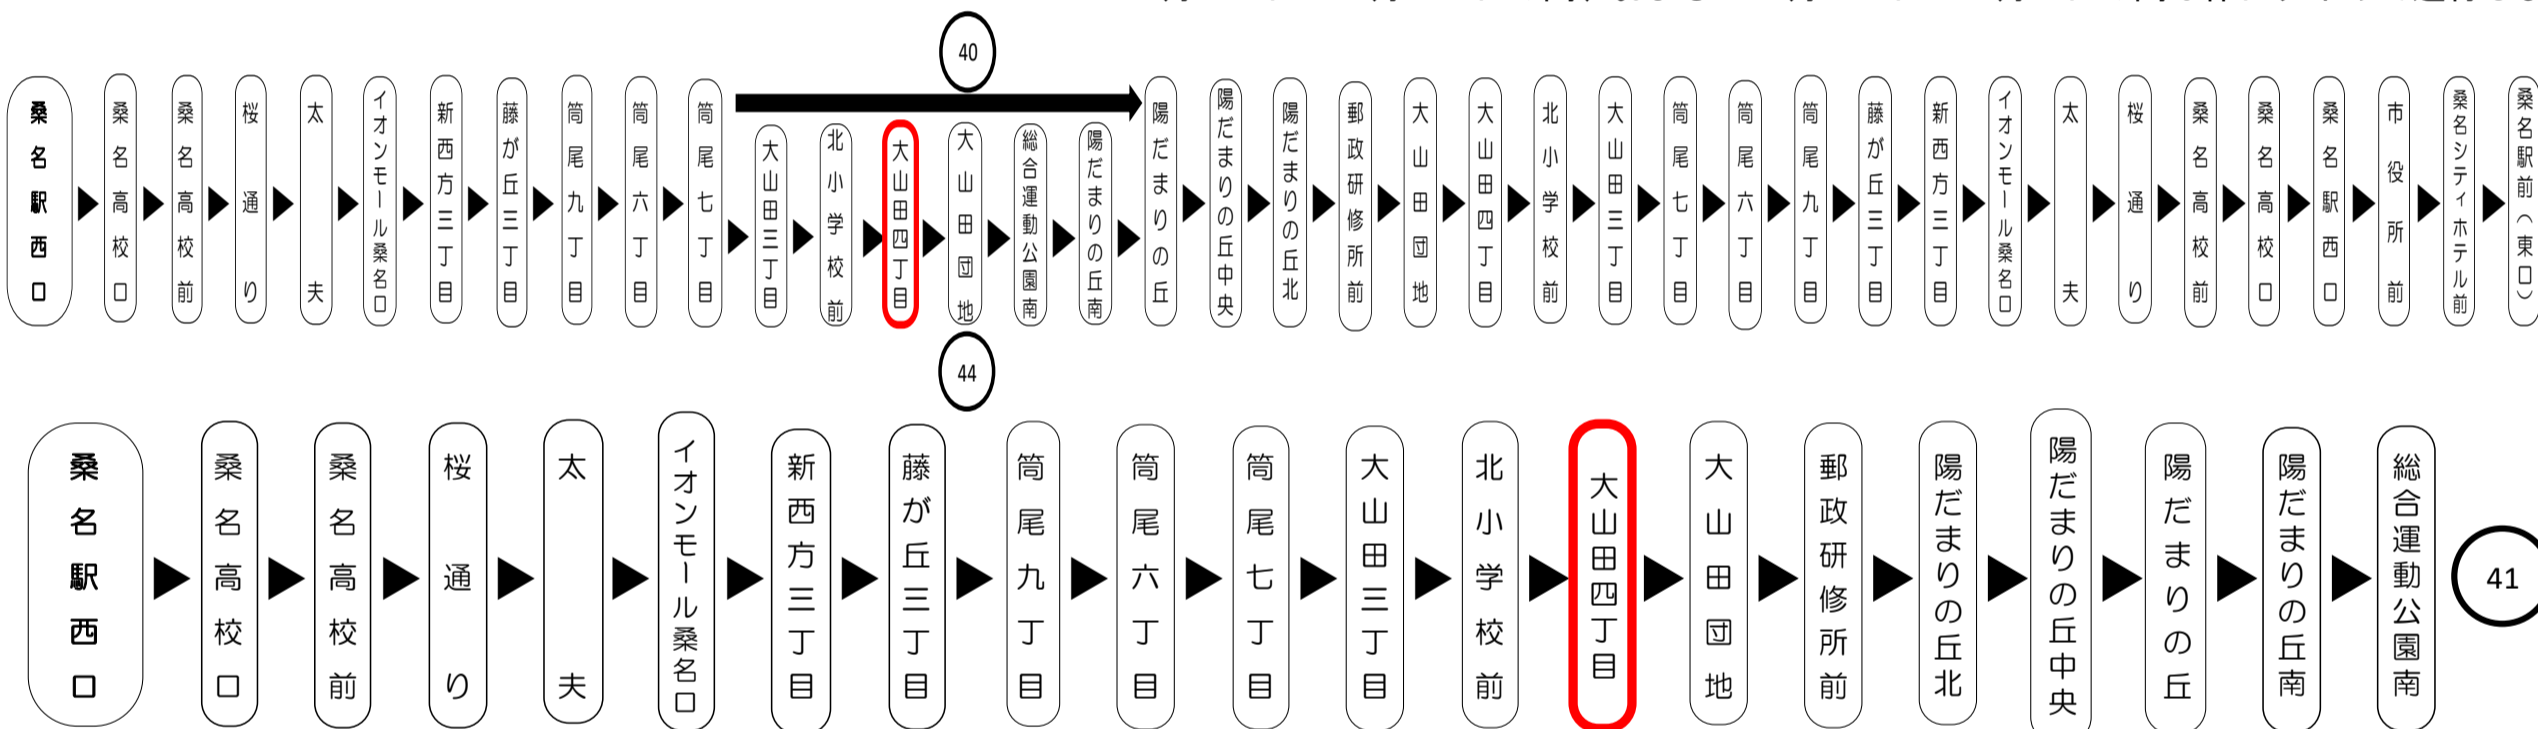 40
桑名駅西口
桑名高校口
桑名高校前
桜通り
太夫
イオンモール桑名口
新西方三丁目
藤が丘三丁目
筒尾九丁目
筒尾六丁目
筒尾七丁目
大山田三丁目
北小学校前
大山田四丁目
大山田団地
総合運動公園南
陽だまりの丘南
陽だまりの丘
陽だまりの丘中央
陽だまりの丘北
郵政研修所前
大山田団地
大山田四丁目
北小学校前
大山田三丁目
筒尾七丁目
筒尾六丁目
筒尾九丁目
藤が丘三丁目
新西方三丁目
イオンモール桑名口
太夫
桜通り
桑名高校前
桑名高校口
桑名駅西口
市役所前
桑名シティホテル前
桑名駅前(東口)
44
桑名駅西口
桑名高校口
桑名高校前
桜通り
太夫
イオンモール桑名口
新西方三丁目
藤が丘三丁目
筒尾九丁目
筒尾六丁目
筒尾七丁目
大山田三丁目
北小学校前
大山田四丁目
大山田団地
郵政研修所前
陽だまりの丘北
陽だまりの丘中央
陽だまりの丘
陽だまりの丘南
総合運動公園南
41